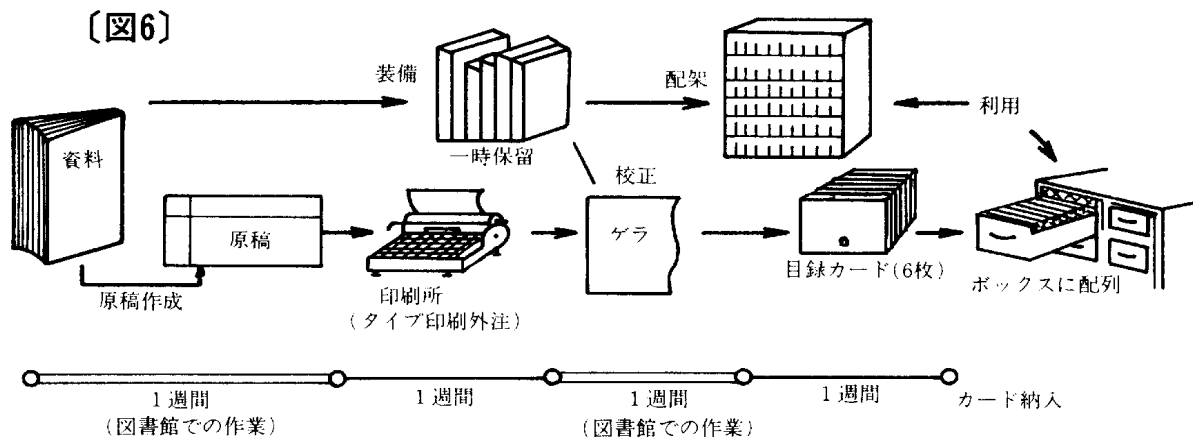 〔図6〕
装備
配架
利用
資料
一時保留
校正
原稿
ゲラ
原稿作成
印刷所
(タイプ印刷外注)
目録カード(6枚)
ボックスに配列
1週間
(図書館での作業)
1週間
1週間
(図書館での作業)
1週間
カード納入